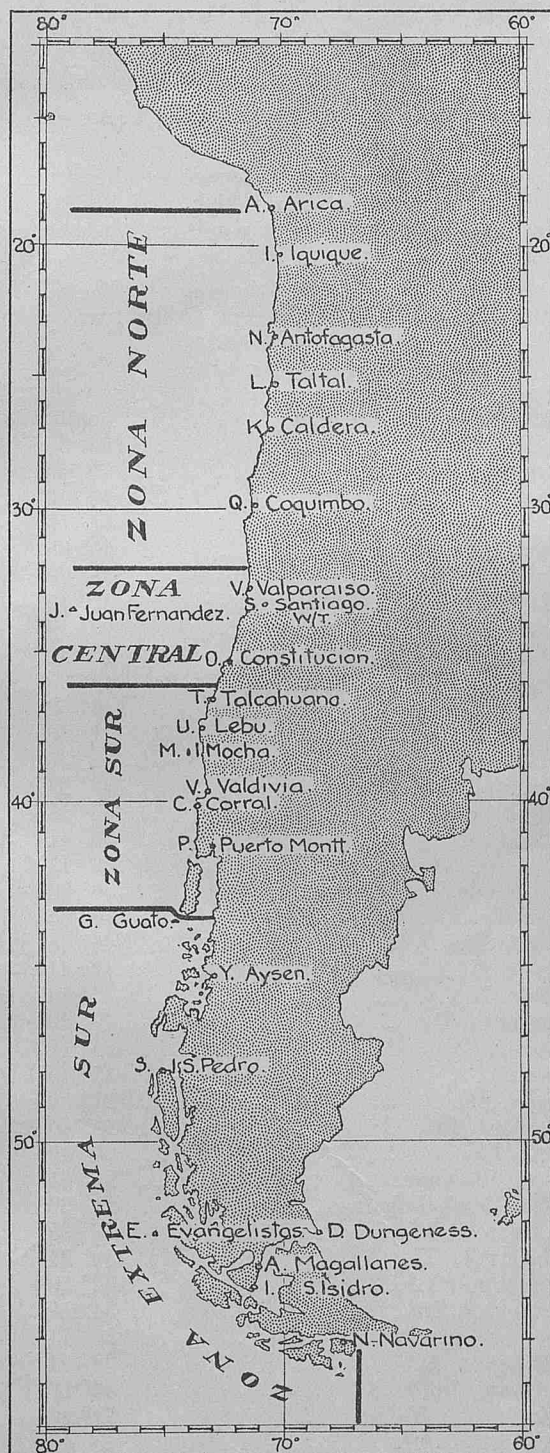 80° 70° 60°
A. Arica.
20° 20°
I. Iquique.
ZONA NORTE
N. Antofagasta.
L. Taltal.
K. Caldera.
Q. Coquimbo.
30° 30°
ZONA
V. Valparaiso.
J. Juan Fernandez.
S. Santiago.
W/T
CENTRAL
O. Constitucion.
T. Talcahuano.
ZONA SUR
U. Lebu.
M. I. Mocha.
V. Valdivia.
40° 40°
C. Corral.
P. Puerto Montt.
G. Guafo.
Y. Aysen.
S. I. S. Pedro.
50° 50°
ZONA EXTREMA SUR
E. Evangelistas.
D. Dungeness.
A. Magallanes.
I. S. Isidro.
N. Navarino.
80° 70° 60°